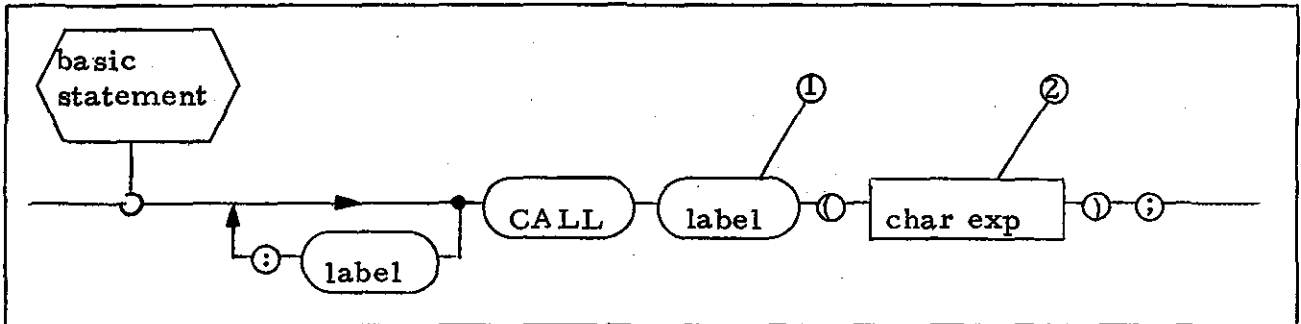 basic
statement
①
②
CALL
label
(
char exp
)
;
:
label